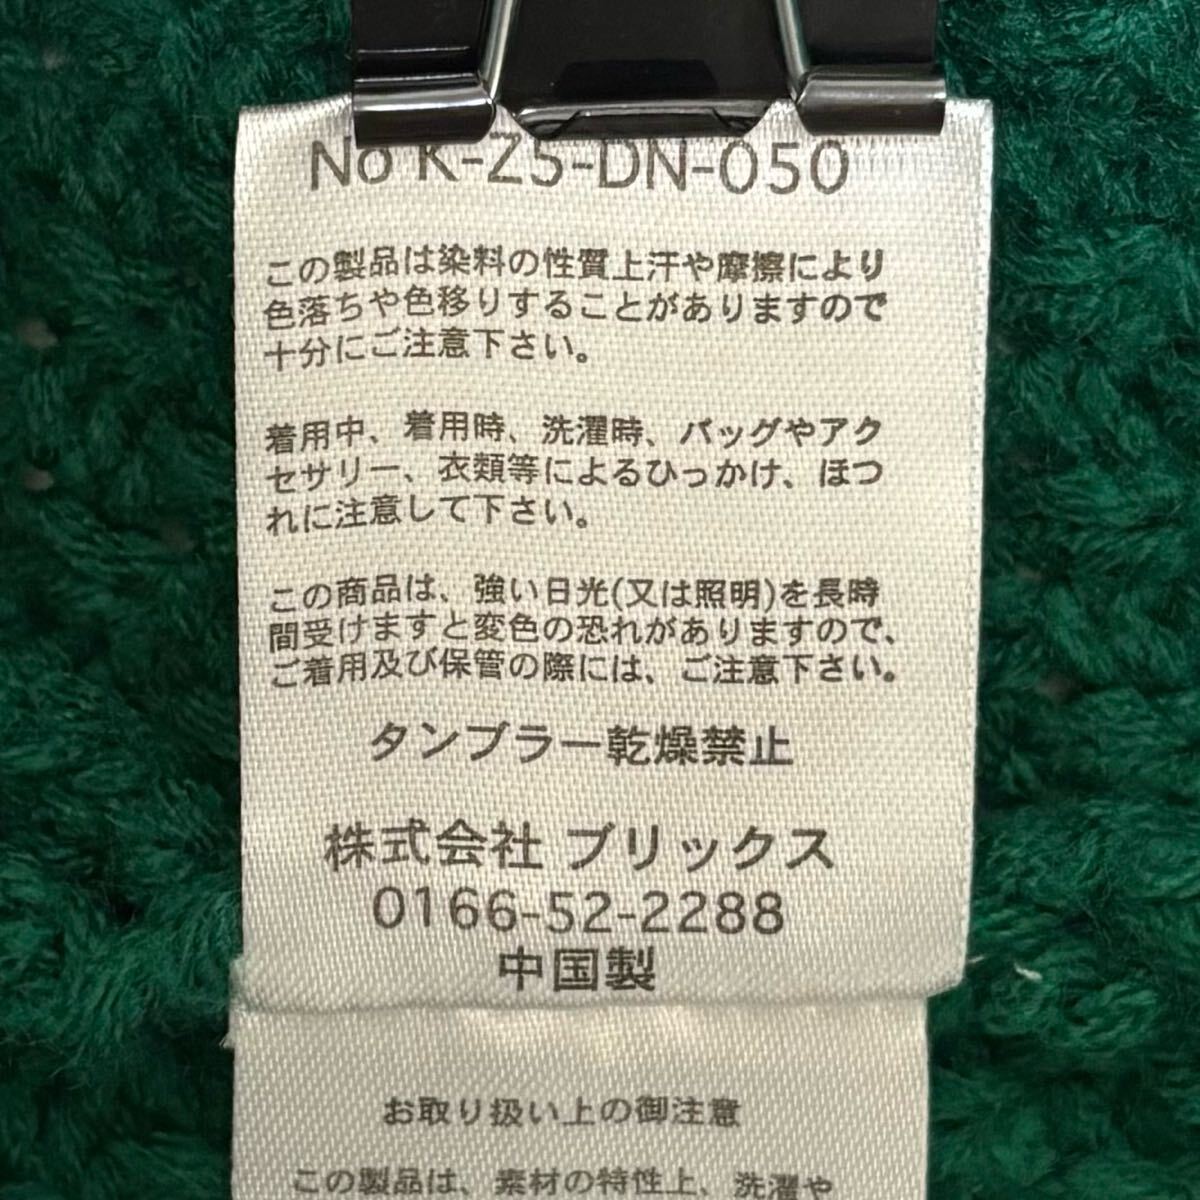 No K-Z5-DN-050
この製品は染料の性質上汗や摩擦により
色落ちや色移りすることがありますので
十分にご注意下さい。
着用中、着用時、洗濯時、バッグやアク
セサリー、衣類等によるひっかけ、ほつ
れに注意して下さい。
この商品は、強い日光(又は照明)を長時
間受けますと変色の恐れがありますので、
ご着用及び保管の際には、ご注意下さい。
タンブラー乾燥禁止
株式会社 ブリックス
0166-52-2288
中国製
お取り扱い上の御注意
この製品は、素材の特性上、洗濯や